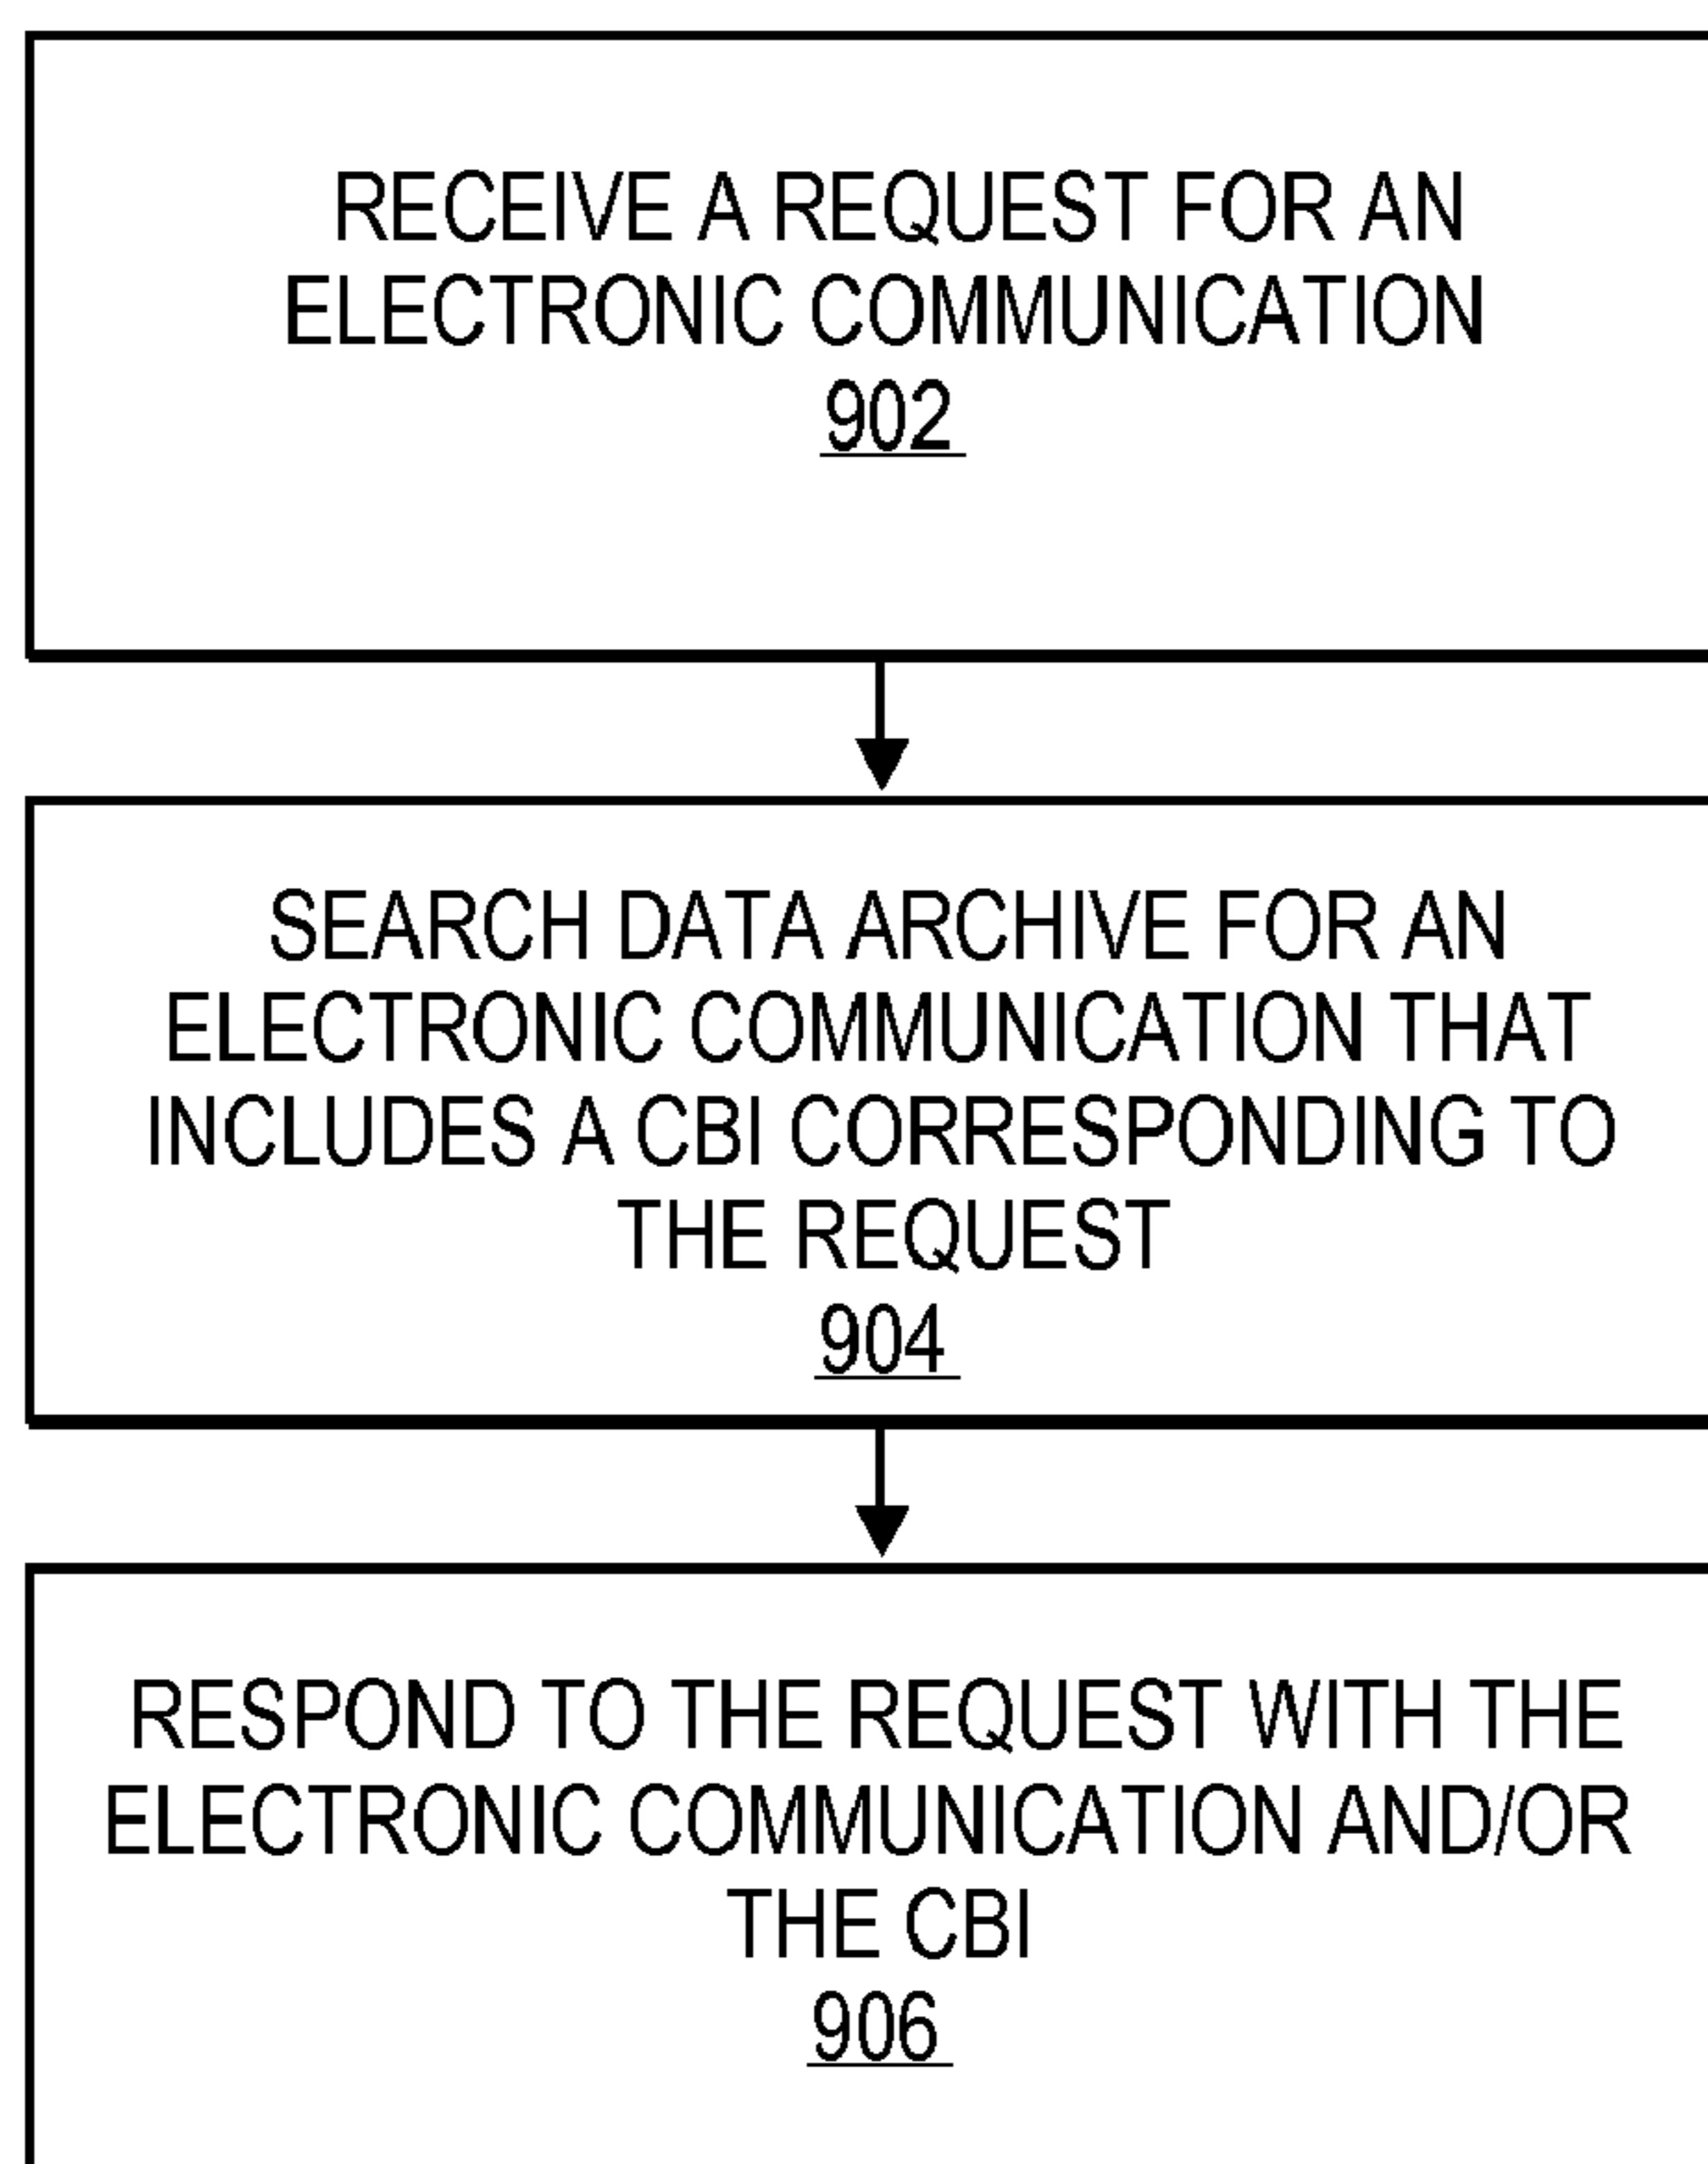 RECEIVE A REQUEST FOR AN
ELECTRONIC COMMUNICATION
902
SEARCH DATA ARCHIVE FOR AN
ELECTRONIC COMMUNICATION THAT
INCLUDES A CBI CORRESPONDING TO
THE REQUEST
904
RESPOND TO THE REQUEST WITH THE
ELECTRONIC COMMUNICATION AND/OR
THE CBI
906